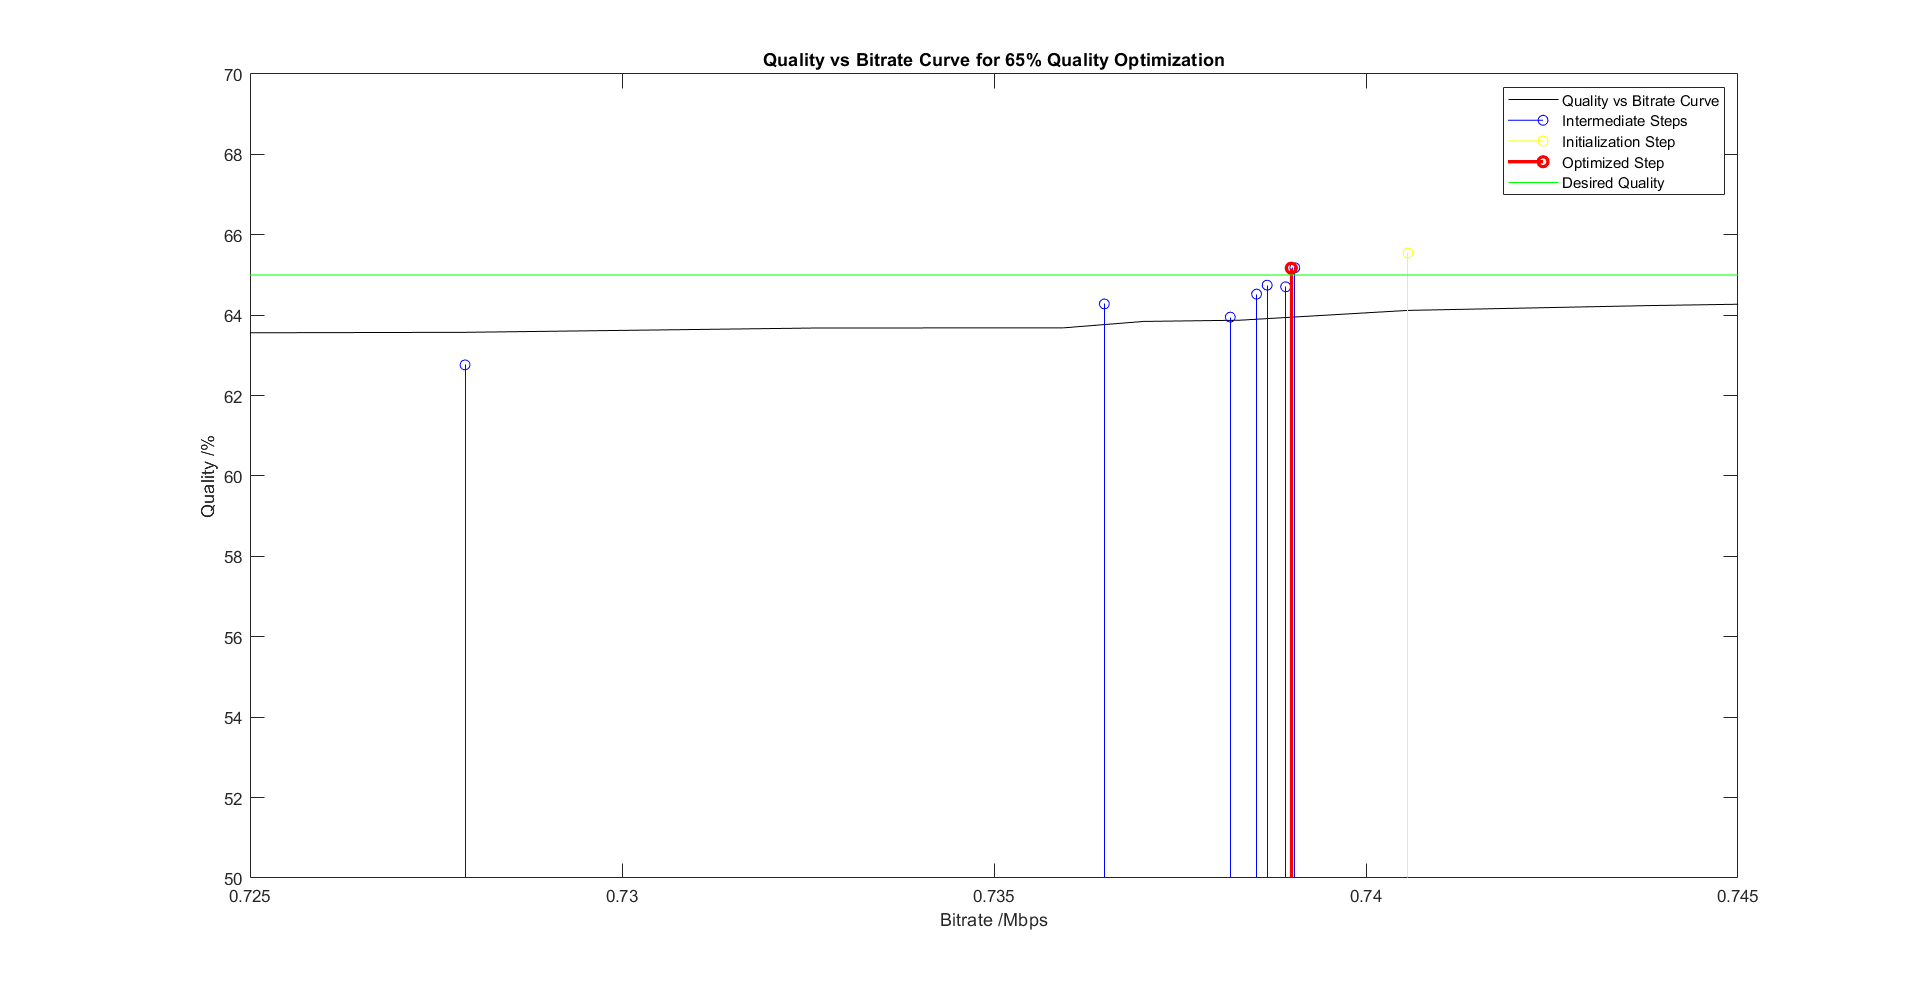 Quality vs Bitrate Curve for 65% Quality Optimization
70
68
66
64
62
60
58
56
54
52
50
Quality /%
0.725
0.73
0.735
0.74
0.745
Bitrate /Mbps
Quality vs Bitrate Curve
Intermediate Steps
Initialization Step
Optimized Step
Desired Quality